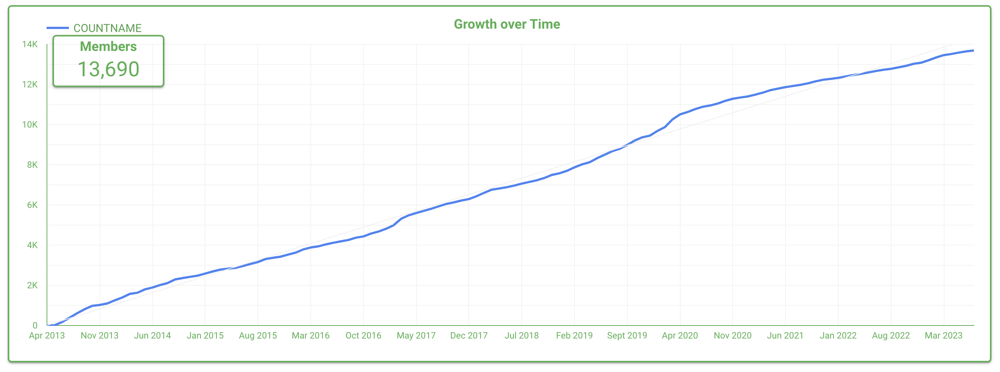 Growth over Time
COUNTNAME
Members
13,690
14K
12K
10K
8K
6K
4K
2K
0
Apr 2013 Nov 2013 Jun 2014 Jan 2015 Aug 2015 Mar 2016 Oct 2016 May 2017 Dec 2017 Jul 2018 Feb 2019 Sept 2019 Apr 2020 Nov 2020 Jun 2021 Jan 2022 Aug 2022 Mar 2023